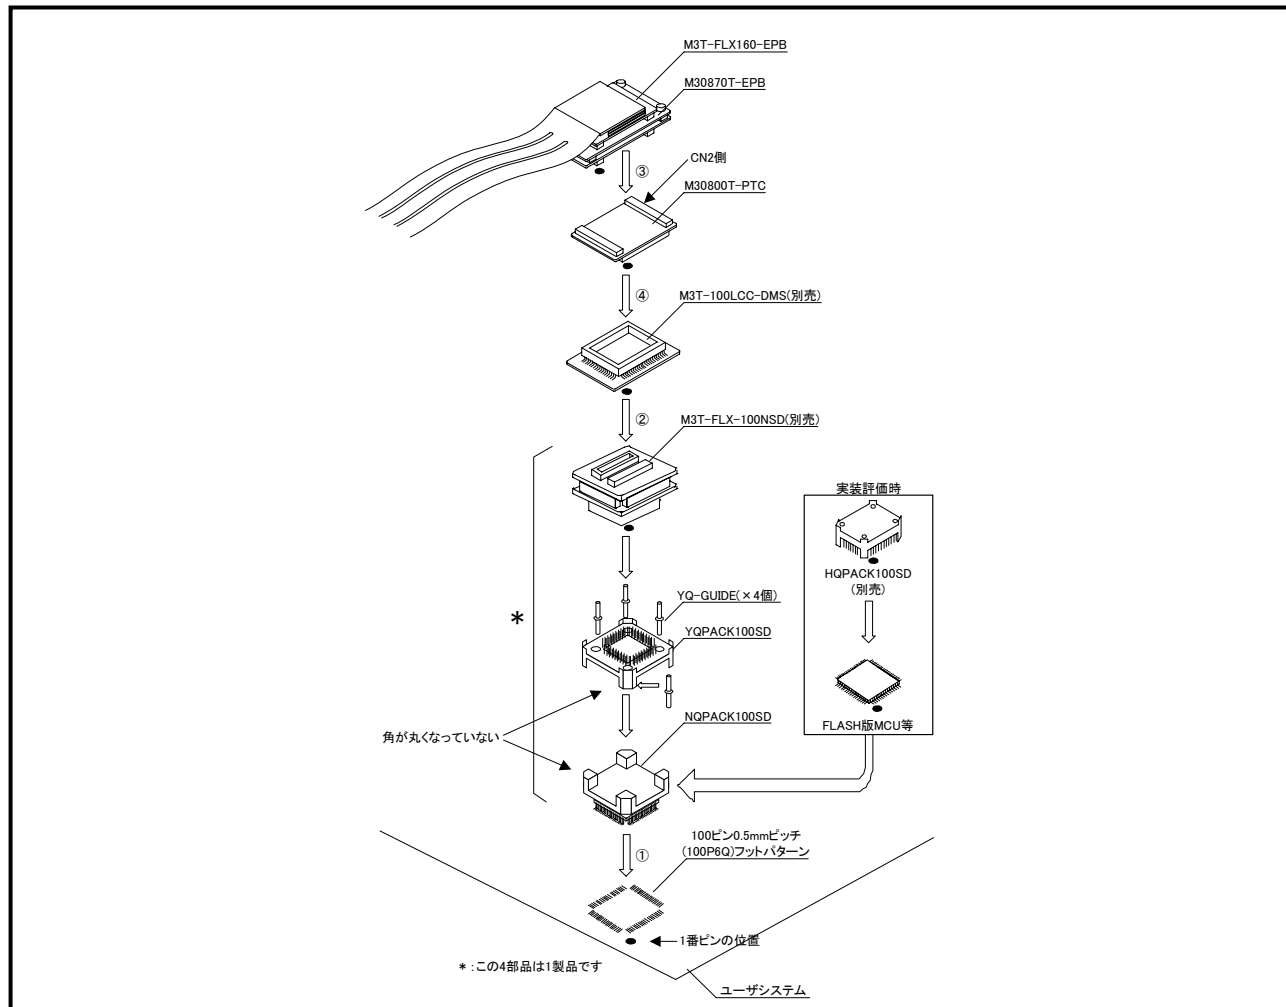 M3T-FLX160-EPB
M30870T-EPB
CN2側
③
M30800T-PTC
④
M3T-100LCC-DMS(別売)
②
M3T-FLX-100NSD(別売)
実装評価時
HQPACK100SD
(別売)
YQ-GUIDE(×4個)
*
YQPACK100SD
NQPACK100SD
FLASH版MCU等
角が丸くなっていない
100ピン0.5mmピッチ
(100P6Q)フットパターン
①
1番ピンの位置
*:この4部品は1製品です
ユーザシステム